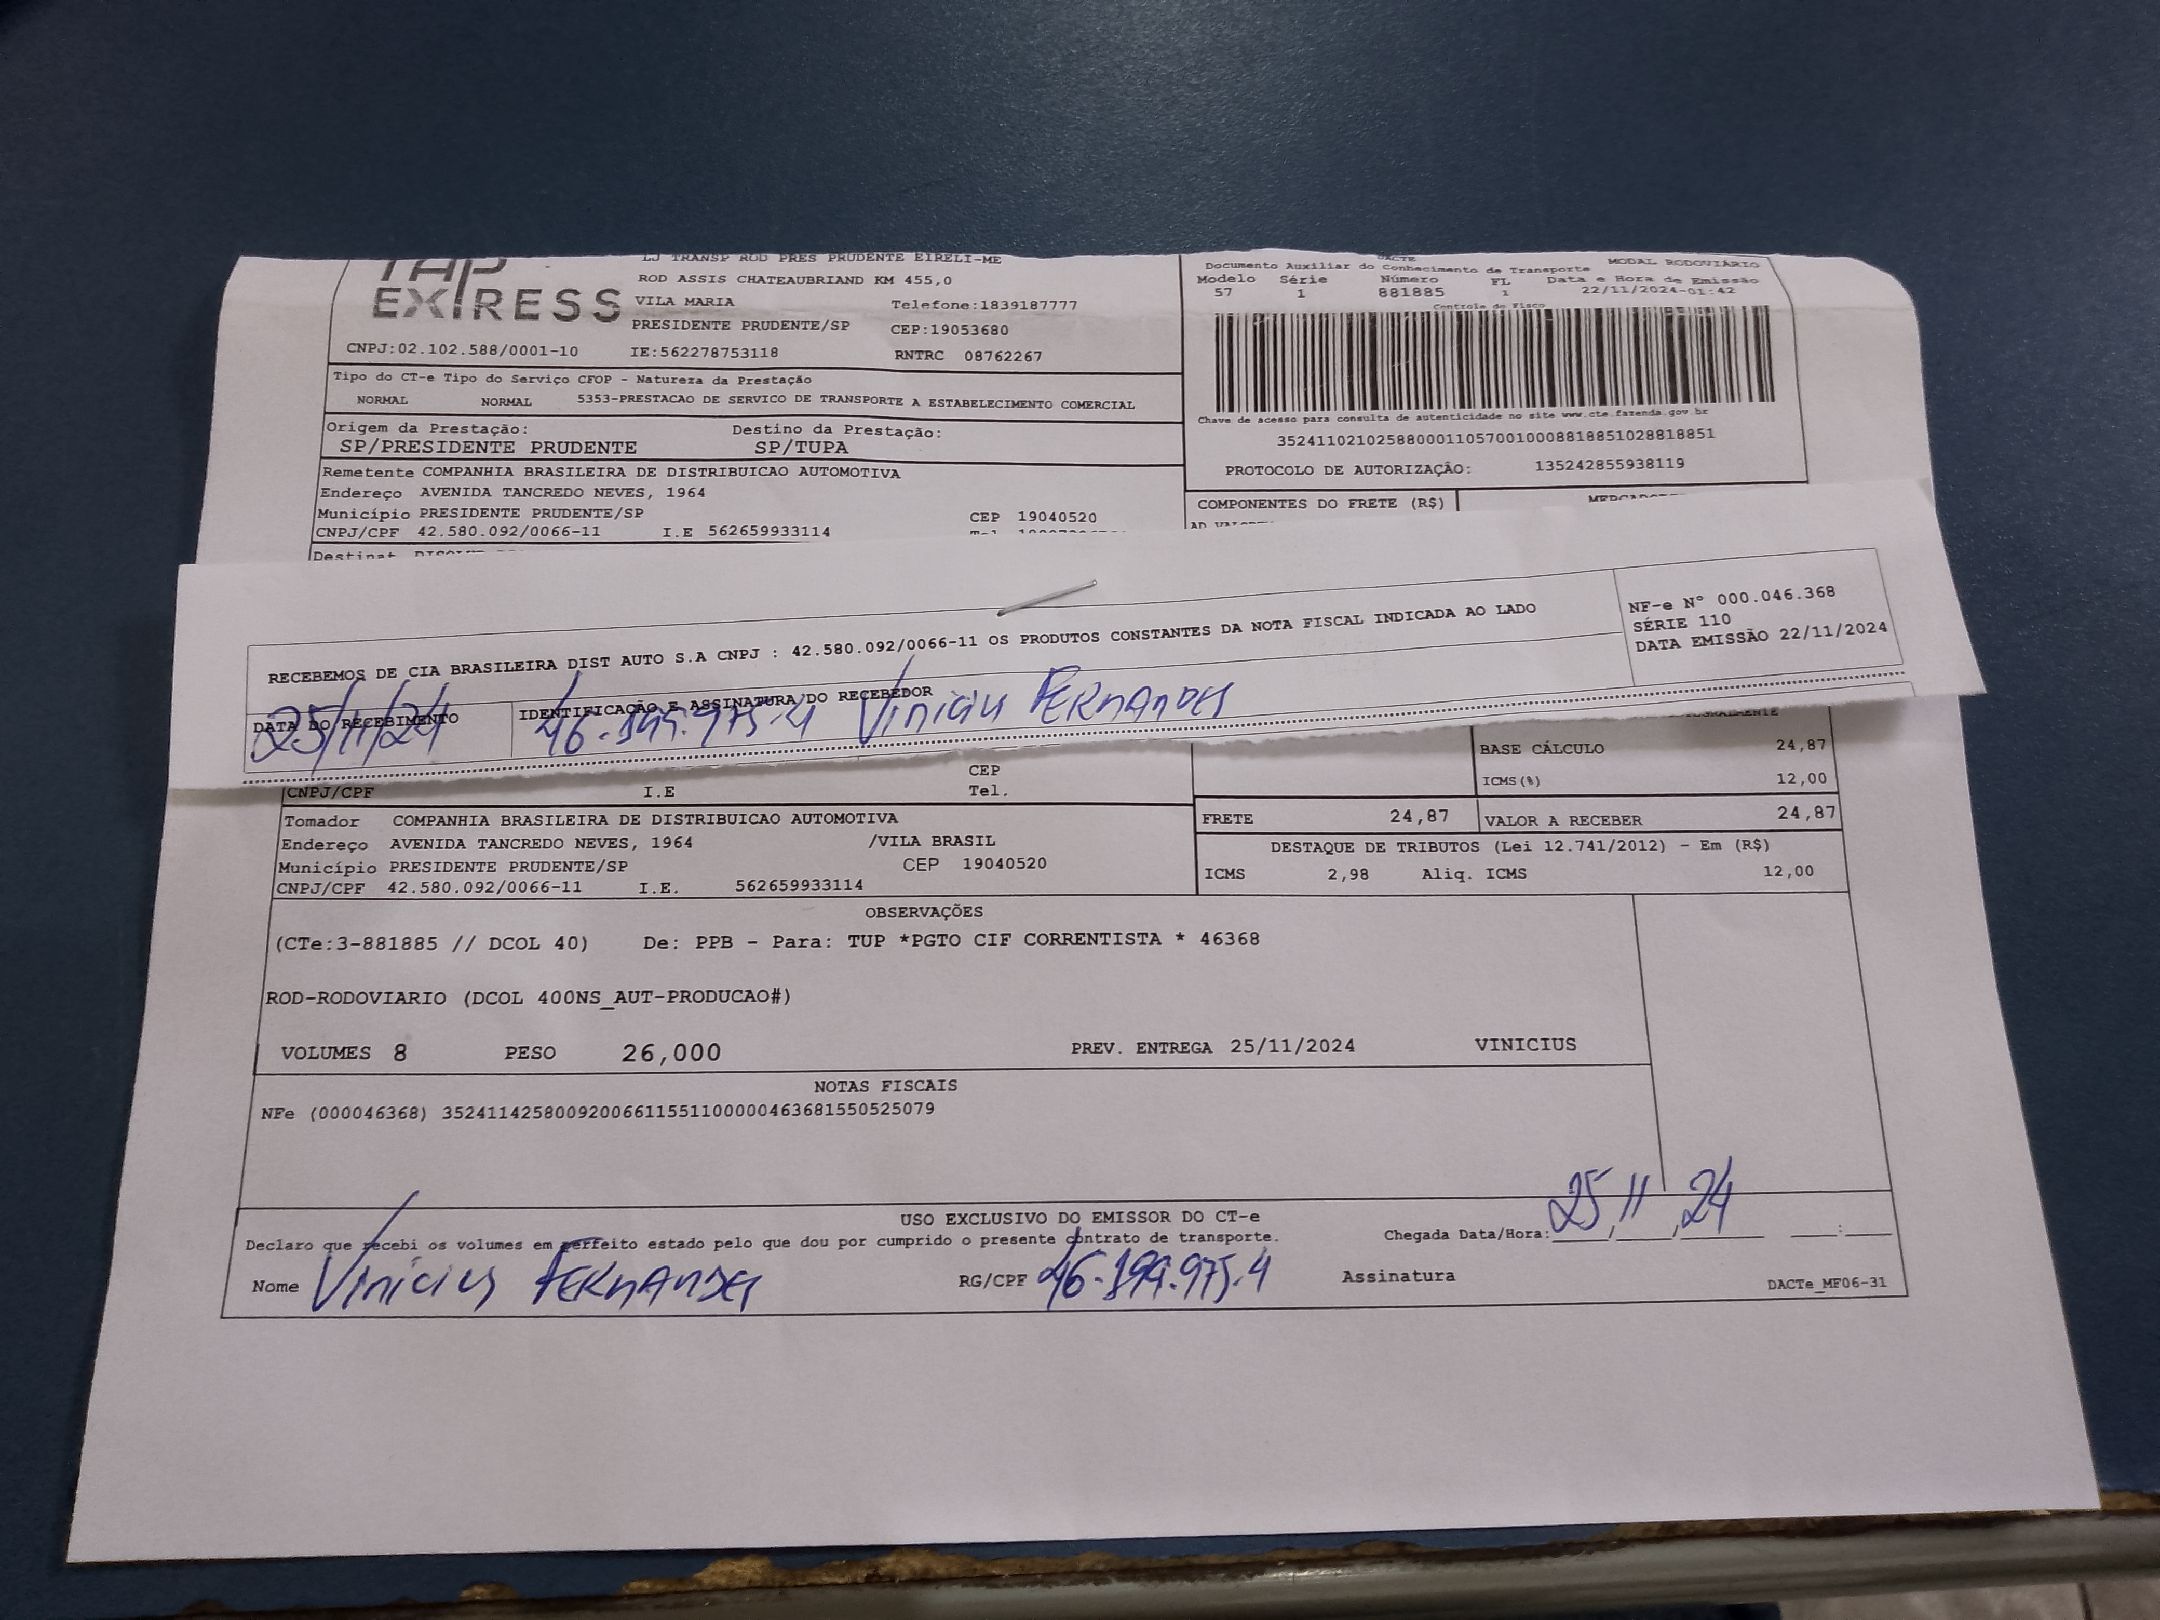 TAP
EXPRESS
LJ TRANSP ROD PRES PRUDENTE EIRELI-ME
ROD ASSIS CHATEAUBRIAND KM 455,0
VILA MARIA Telefone:1839187777
PRESIDENTE PRUDENTE/SP CEP:19053680
CNPJ:02.102.588/0001-10 IE:562278753118 RNTRC 08762267
DACTE MODAL RODOVIÁRIO
Documento Auxiliar do Conhecimento de Transporte
Modelo Série Número FL Data e Hora de Emissão
57 1 881885 1 22/11/2024-01:42
Controle do Fisco
Chave de acesso para consulta de autenticidade no site www.cte.fazenda.gov.br
35241102102588000110570010008818851028818851
PROTOCOLO DE AUTORIZAÇÃO: 135242855938119
Tipo do CT-e Tipo do Serviço CFOP - Natureza da Prestação
NORMAL NORMAL 5353-PRESTACAO DE SERVICO DE TRANSPORTE A ESTABELECIMENTO COMERCIAL
Origem da Prestação: Destino da Prestação:
SP/PRESIDENTE PRUDENTE SP/TUPA
Remetente COMPANHIA BRASILEIRA DE DISTRIBUICAO AUTOMOTIVA
Endereço AVENIDA TANCREDO NEVES, 1964
Município PRESIDENTE PRUDENTE/SP CEP 19040520
CNPJ/CPF 42.580.092/0066-11 I.E 562659933114
COMPONENTES DO FRETE (R$)
RECEBEMOS DE CIA BRASILEIRA DIST AUTO S.A CNPJ : 42.580.092/0066-11 OS PRODUTOS CONSTANTES DA NOTA FISCAL INDICADA AO LADO
NF-e N° 000.046.368
SÉRIE 110
DATA EMISSÃO 22/11/2024
DATA DO RECEBIMENTO IDENTIFICAÇÃO E ASSINATURA DO RECEBEDOR
25/11/24 46.199.975.4 Vinicius FERNANDES
CEP
CNPJ/CPF I.E Tel.
BASE CÁLCULO 24,87
ICMS(%) 12,00
FRETE 24,87 VALOR A RECEBER 24,87
Tomador COMPANHIA BRASILEIRA DE DISTRIBUICAO AUTOMOTIVA
Endereço AVENIDA TANCREDO NEVES, 1964 /VILA BRASIL
Município PRESIDENTE PRUDENTE/SP CEP 19040520
CNPJ/CPF 42.580.092/0066-11 I.E. 562659933114
DESTAQUE DE TRIBUTOS (Lei 12.741/2012) - Em (R$)
ICMS 2,98 Aliq. ICMS 12,00
OBSERVAÇÕES
(CTe:3-881885 // DCOL 40) De: PPB - Para: TUP *PGTO CIF CORRENTISTA * 46368
ROD-RODOVIARIO (DCOL 400NS_AUT-PRODUCAO#)
VOLUMES 8 PESO 26,000 PREV. ENTREGA 25/11/2024 VINICIUS
NOTAS FISCAIS
NFe (000046368) 35241142580092006611551100000463681550525079
USO EXCLUSIVO DO EMISSOR DO CT-e
Declaro que recebi os volumes em perfeito estado pelo que dou por cumprido o presente contrato de transporte. Chegada Data/Hora: 25/11/24 __:__
Nome Vinicius FERNANDES RG/CPF 46.199.975.4 Assinatura DACTe_MF06-31